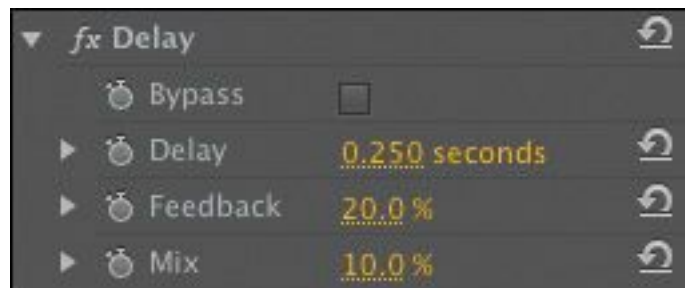 fx Delay
Bypass
Delay 0.250 seconds
Feedback 20.0 %
Mix 10.0 %